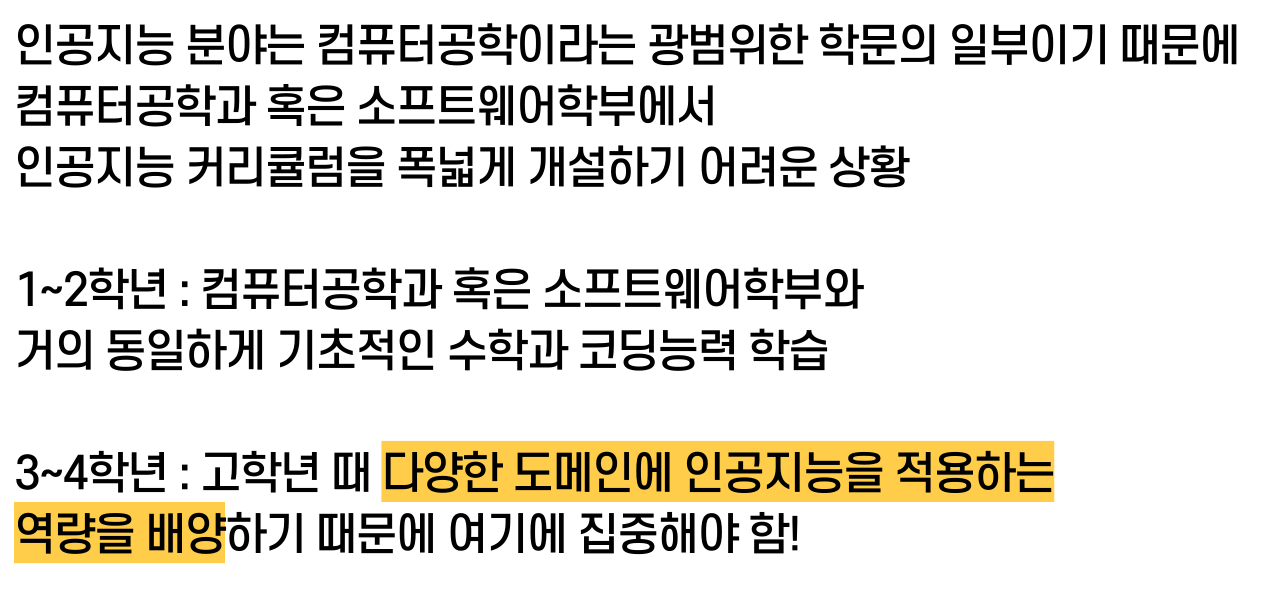 인공지능 분야는 컴퓨터공학이라는 광범위한 학문의 일부이기 때문에
컴퓨터공학과 혹은 소프트웨어학부에서
인공지능 커리큘럼을 폭넓게 개설하기 어려운 상황
1~2학년 : 컴퓨터공학과 혹은 소프트웨어학부와
거의 동일하게 기초적인 수학과 코딩능력 학습
3~4학년 : 고학년 때 다양한 도메인에 인공지능을 적용하는
역량을 배양하기 때문에 여기에 집중해야 함!